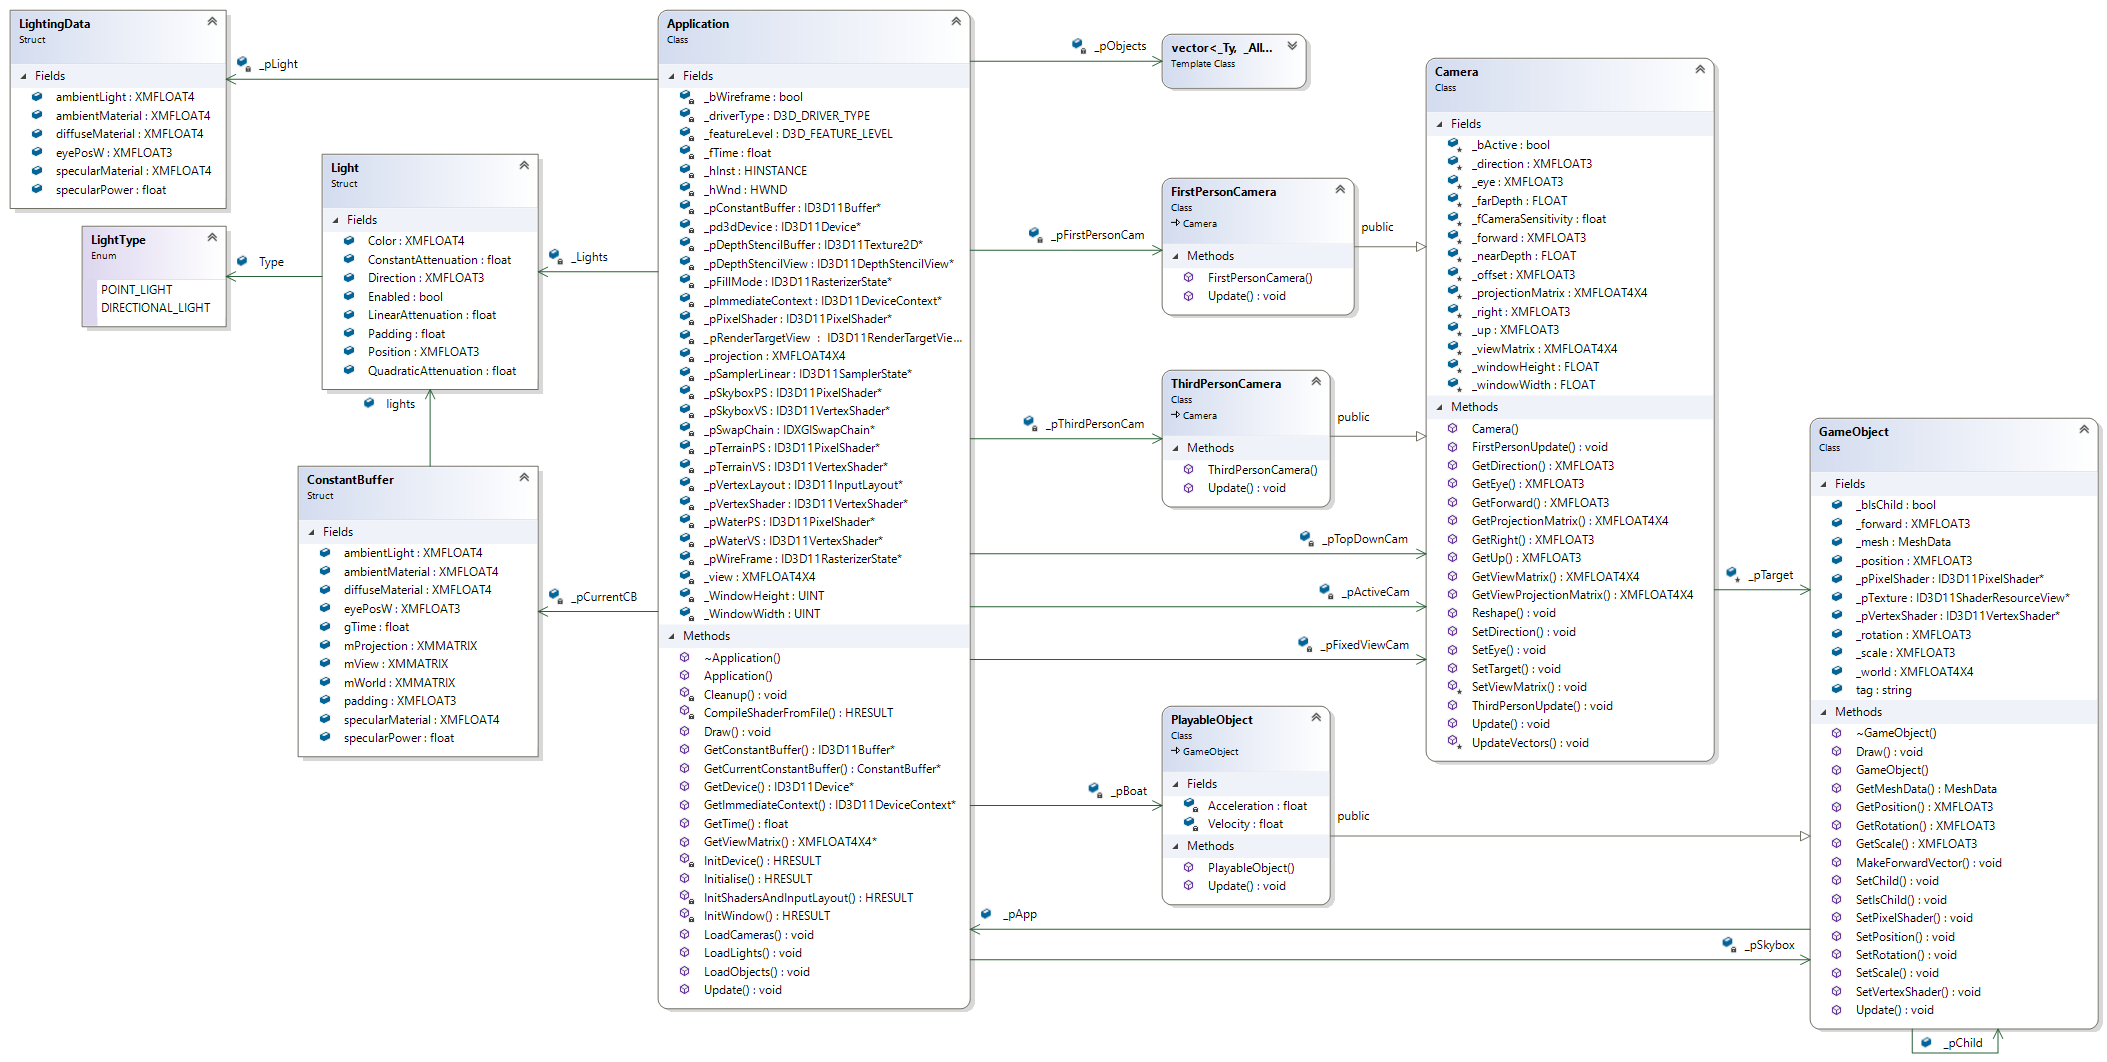 LightingData
Struct
Fields
ambientLight : XMFLOAT4
ambientMaterial : XMFLOAT4
diffuseMaterial : XMFLOAT4
eyePosW : XMFLOAT3
specularMaterial : XMFLOAT4
specularPower : float
_pLight
LightType
Enum
POINT_LIGHT
DIRECTIONAL_LIGHT
Type
Light
Struct
Fields
Color : XMFLOAT4
ConstantAttenuation : float
Direction : XMFLOAT3
Enabled : bool
LinearAttenuation : float
Padding : float
Position : XMFLOAT3
QuadraticAttenuation : float
_Lights
lights
ConstantBuffer
Struct
Fields
ambientLight : XMFLOAT4
ambientMaterial : XMFLOAT4
diffuseMaterial : XMFLOAT4
eyePosW : XMFLOAT3
gTime : float
mProjection : XMMATRIX
mView : XMMATRIX
mWorld : XMMATRIX
padding : XMFLOAT3
specularMaterial : XMFLOAT4
specularPower : float
_pCurrentCB
Application
Class
Fields
_bWireframe : bool
_driverType : D3D_DRIVER_TYPE
_featureLevel : D3D_FEATURE_LEVEL
_fTime : float
_hInst : HINSTANCE
_hWnd : HWND
_pConstantBuffer : ID3D11Buffer*
_pd3dDevice : ID3D11Device*
_pDepthStencilBuffer : ID3D11Texture2D*
_pDepthStencilView : ID3D11DepthStencilView*
_pFillMode : ID3D11RasterizerState*
_pImmediateContext : ID3D11DeviceContext*
_pPixelShader : ID3D11PixelShader*
_pRenderTargetView : ID3D11RenderTargetVie...
_projection : XMFLOAT4X4
_pSamplerLinear : ID3D11SamplerState*
_pSkyboxPS : ID3D11PixelShader*
_pSkyboxVS : ID3D11VertexShader*
_pSwapChain : IDXGISwapChain*
_pTerrainPS : ID3D11PixelShader*
_pTerrainVS : ID3D11VertexShader*
_pVertexLayout : ID3D11InputLayout*
_pVertexShader : ID3D11VertexShader*
_pWaterPS : ID3D11PixelShader*
_pWaterVS : ID3D11VertexShader*
_pWireFrame : ID3D11RasterizerState*
_view : XMFLOAT4X4
_WindowHeight : UINT
_WindowWidth : UINT
Methods
~Application()
Application()
Cleanup() : void
CompileShaderFromFile() : HRESULT
Draw() : void
GetConstantBuffer() : ID3D11Buffer*
GetCurrentConstantBuffer() : ConstantBuffer*
GetDevice() : ID3D11Device*
GetImmediateContext() : ID3D11DeviceContext*
GetTime() : float
GetViewMatrix() : XMFLOAT4X4*
InitDevice() : HRESULT
Initialise() : HRESULT
InitShadersAndInputLayout() : HRESULT
InitWindow() : HRESULT
LoadCameras() : void
LoadLights() : void
LoadObjects() : void
Update() : void
_pObjects
vector<_Ty, _All...
Template Class
_pFirstPersonCam
FirstPersonCamera
Class
Camera
Methods
FirstPersonCamera()
Update() : void
public
_pThirdPersonCam
ThirdPersonCamera
Class
Camera
Methods
ThirdPersonCamera()
Update() : void
public
_pTopDownCam
_pActiveCam
_pFixedViewCam
_pBoat
PlayableObject
Class
GameObject
Fields
Acceleration : float
Velocity : float
Methods
PlayableObject()
Update() : void
public
_pApp
_pSkybox
Camera
Class
Fields
_bActive : bool
_direction : XMFLOAT3
_eye : XMFLOAT3
_farDepth : FLOAT
_fCameraSensitivity : float
_forward : XMFLOAT3
_nearDepth : FLOAT
_offset : XMFLOAT3
_projectionMatrix : XMFLOAT4X4
_right : XMFLOAT3
_up : XMFLOAT3
_viewMatrix : XMFLOAT4X4
_windowHeight : FLOAT
_windowWidth : FLOAT
Methods
Camera()
FirstPersonUpdate() : void
GetDirection() : XMFLOAT3
GetEye() : XMFLOAT3
GetForward() : XMFLOAT3
GetProjectionMatrix() : XMFLOAT4X4
GetRight() : XMFLOAT3
GetUp() : XMFLOAT3
GetViewMatrix() : XMFLOAT4X4
GetViewProjectionMatrix() : XMFLOAT4X4
Reshape() : void
SetDirection() : void
SetEye() : void
SetTarget() : void
SetViewMatrix() : void
ThirdPersonUpdate() : void
Update() : void
UpdateVectors() : void
_pTarget
GameObject
Class
Fields
_bIsChild : bool
_forward : XMFLOAT3
_mesh : MeshData
_position : XMFLOAT3
_pPixelShader : ID3D11PixelShader*
_pTexture : ID3D11ShaderResourceView*
_pVertexShader : ID3D11VertexShader*
_rotation : XMFLOAT3
_scale : XMFLOAT3
_world : XMFLOAT4X4
tag : string
Methods
~GameObject()
Draw() : void
GameObject()
GetMeshData() : MeshData
GetPosition() : XMFLOAT3
GetRotation() : XMFLOAT3
GetScale() : XMFLOAT3
MakeForwardVector() : void
SetChild() : void
SetIsChild() : void
SetPixelShader() : void
SetPosition() : void
SetRotation() : void
SetScale() : void
SetVertexShader() : void
Update() : void
_pChild